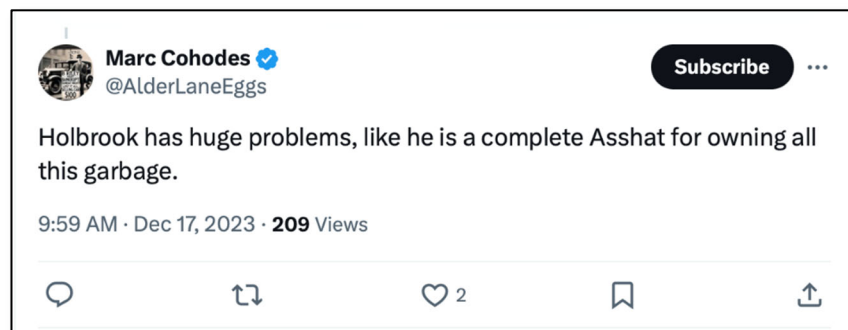 Marc Cohodes
@AlderLaneEggs
Subscribe
Holbrook has huge problems, like he is a complete Asshat for owning all
this garbage.
9:59 AM · Dec 17, 2023 · 209 Views
2